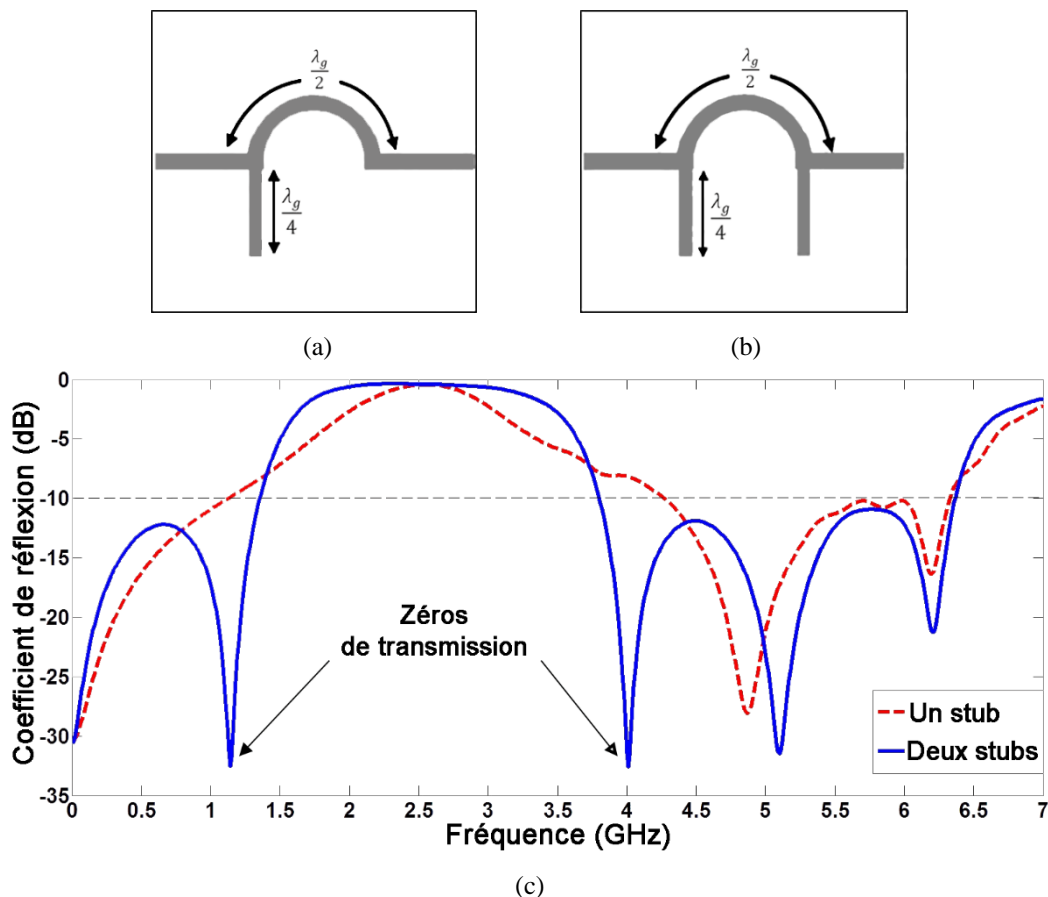 λg/2
λg/4
(a)
λg/2
λg/4
(b)
Coefficient de réflexion (dB)
0
-5
-10
-15
-20
-25
-30
-35
Zéros
de transmission
Un stub
Deux stubs
0 0.5 1 1.5 2 2.5 3 3.5 4 4.5 5 5.5 6 6.5 7
Fréquence (GHz)
(c)